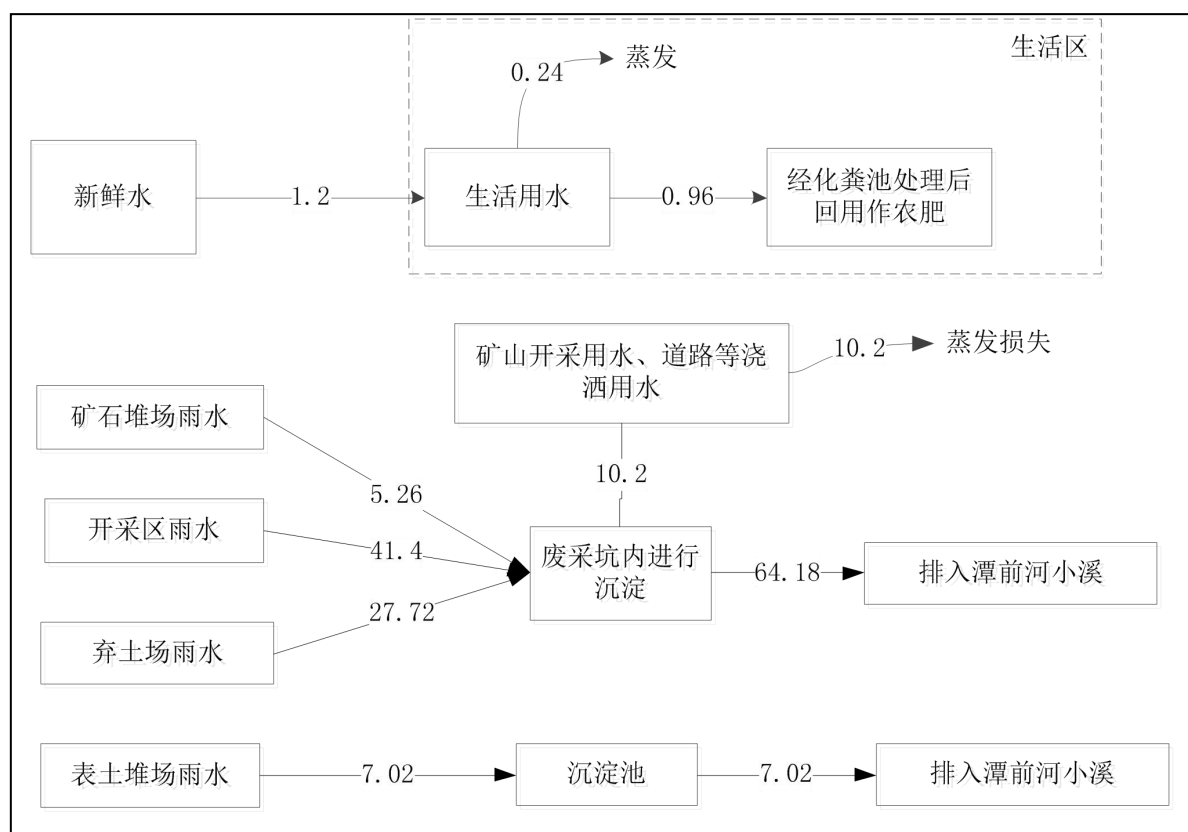 生活区
0.24
蒸发
新鲜水
1.2
生活用水
0.96
经化粪池处理后
回用作农肥
矿山开采用水、道路等浇
洒用水
10.2
蒸发损失
矿石堆场雨水
10.2
5.26
开采区雨水
41.4
废采坑内进行
沉淀
64.18
排入潭前河小溪
27.72
弃土场雨水
表土堆场雨水
7.02
沉淀池
7.02
排入潭前河小溪